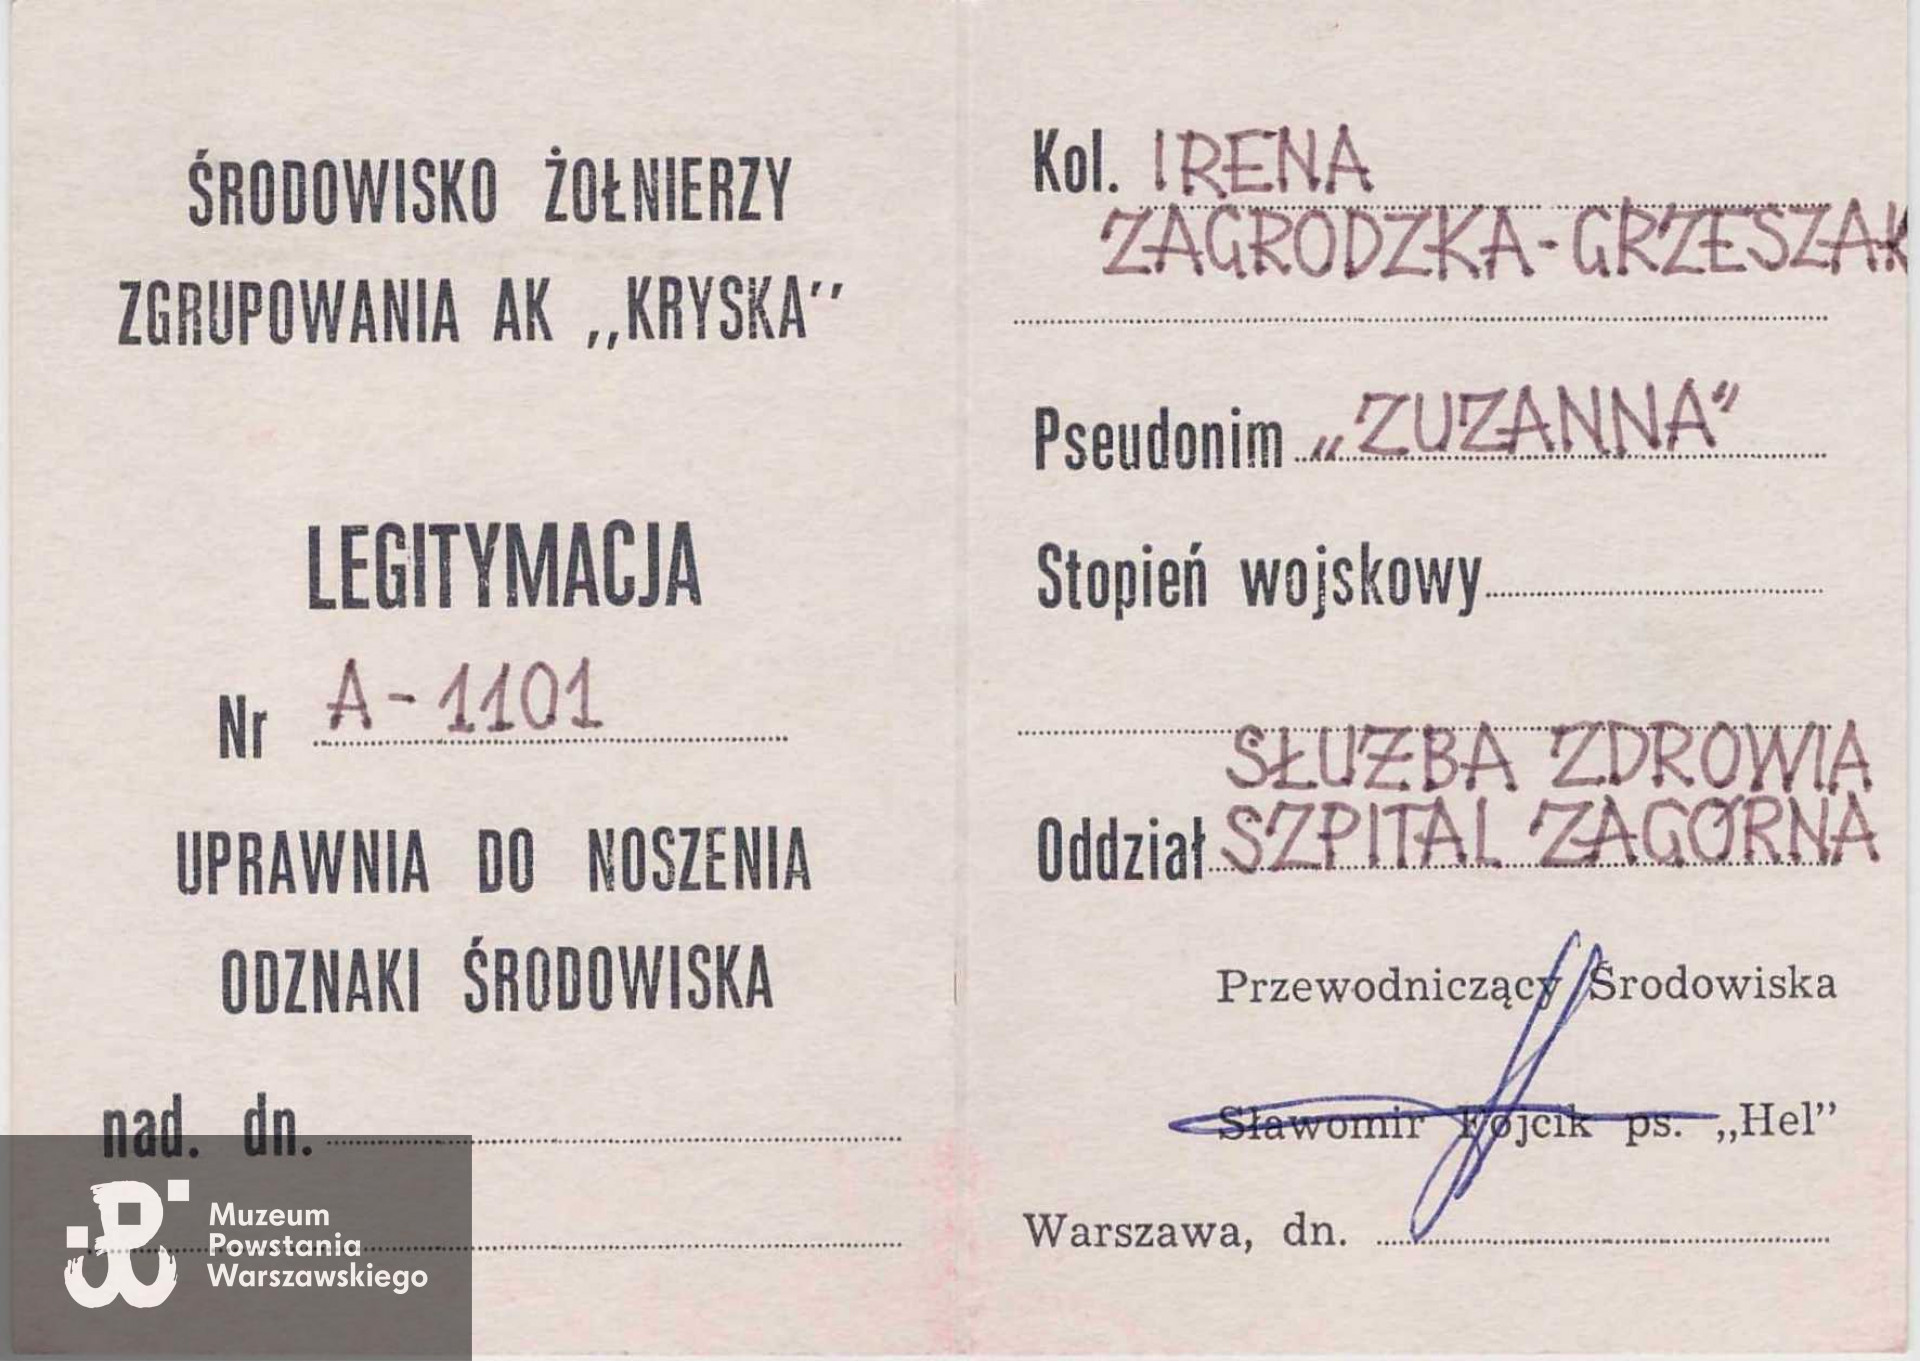 ŚRODOWISKO ŻOŁNIERZY
ZGRUPOWANIA AK ,,KRYSKA''
LEGITYMACJA
Nr A-1101
UPRAWNIA DO NOSZENIA
ODZNAKI ŚRODOWISKA
nad. dn.
Muzeum
Powstania
Warszawskiego
Kol. IRENA
ZAGRODZKA-GRZESZAK
Pseudonim „ZUZANNA"
Stopień wojskowy
SŁUŻBA ZDROWIA
Oddział SZPITAL ZAGÓRNA
Przewodniczący Środowiska
Sławomir Fojcik ps. „Hel”
Warszawa, dn.